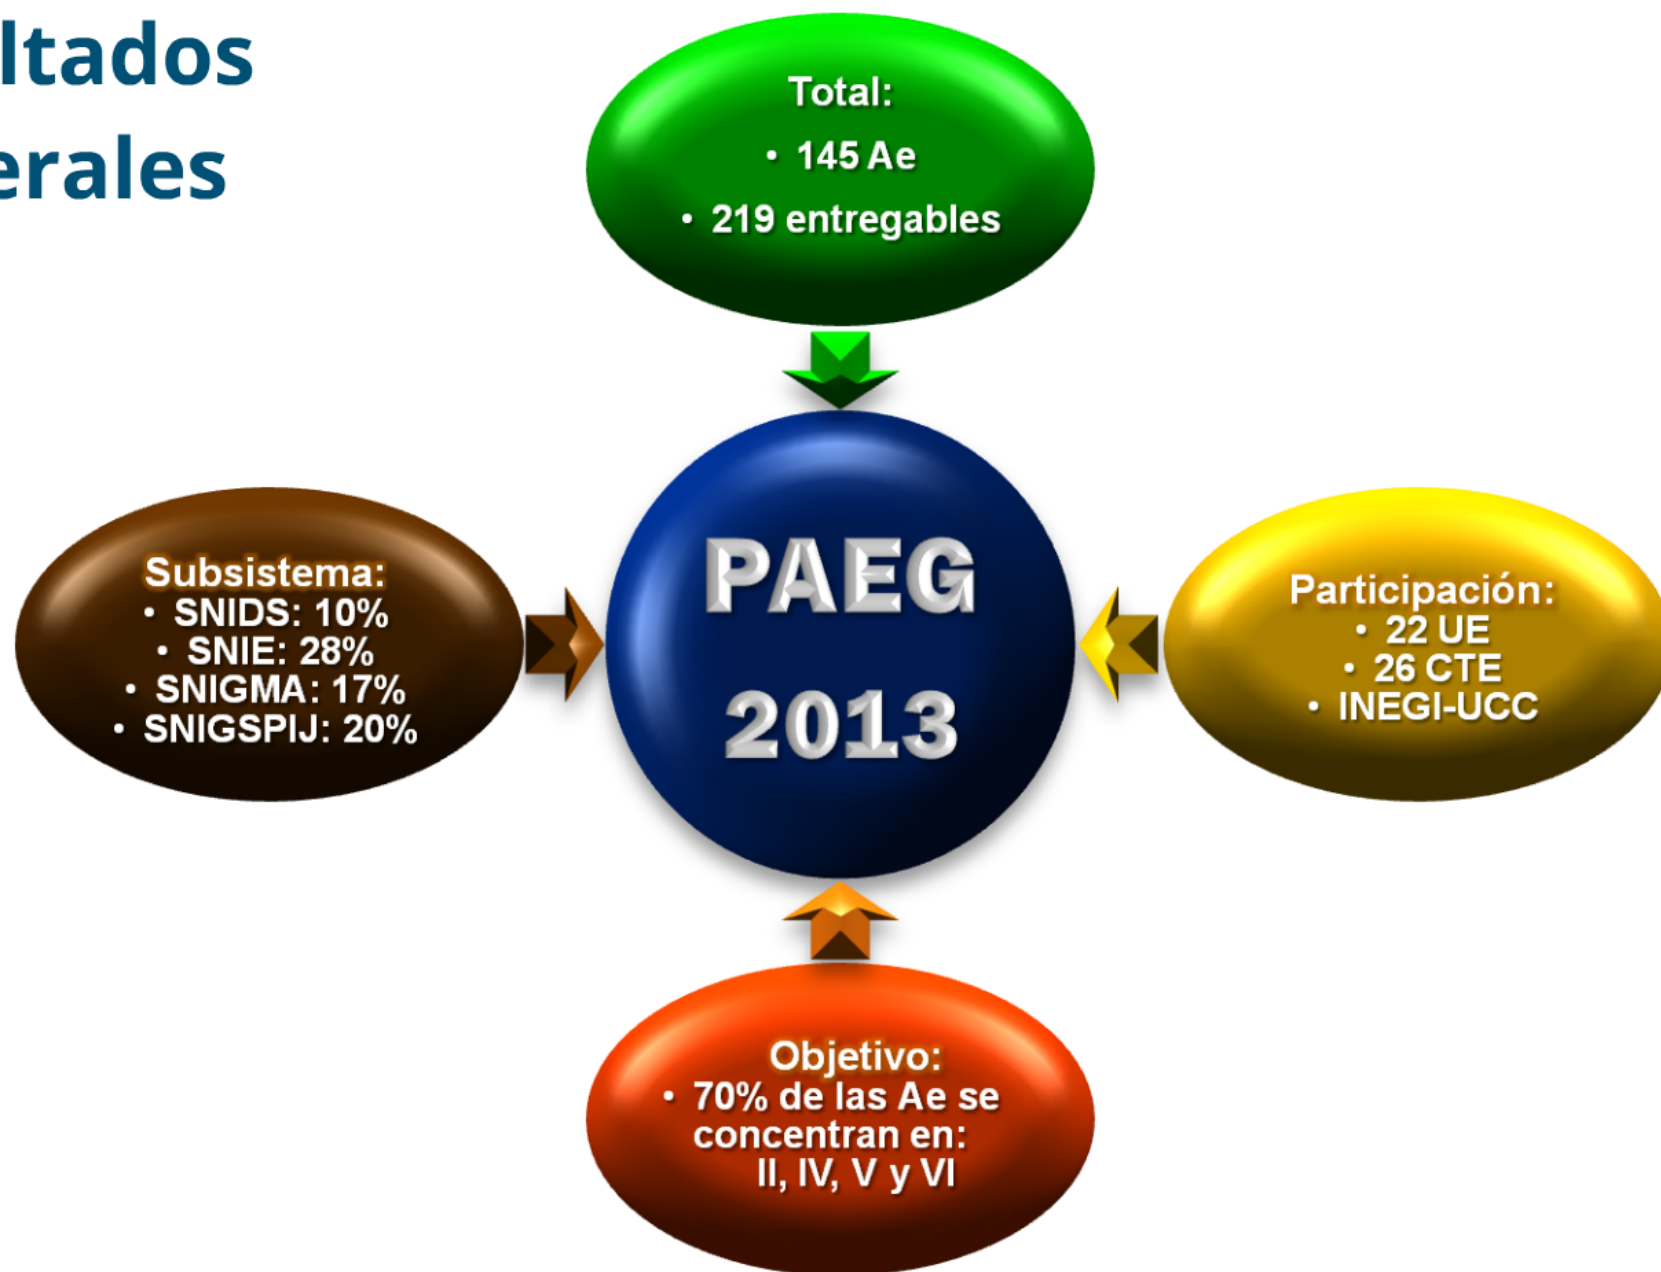 ltados
erales
Total:
• 145 Ae
• 219 entregables
Subsistema:
• SNIDS: 10%
• SNIE: 28%
• SNIGMA: 17%
• SNIGSPIJ: 20%
PAEG
2013
Participación:
• 22 UE
• 26 CTE
• INEGI-UCC
Objetivo:
• 70% de las Ae se
concentran en:
II, IV, V y VI